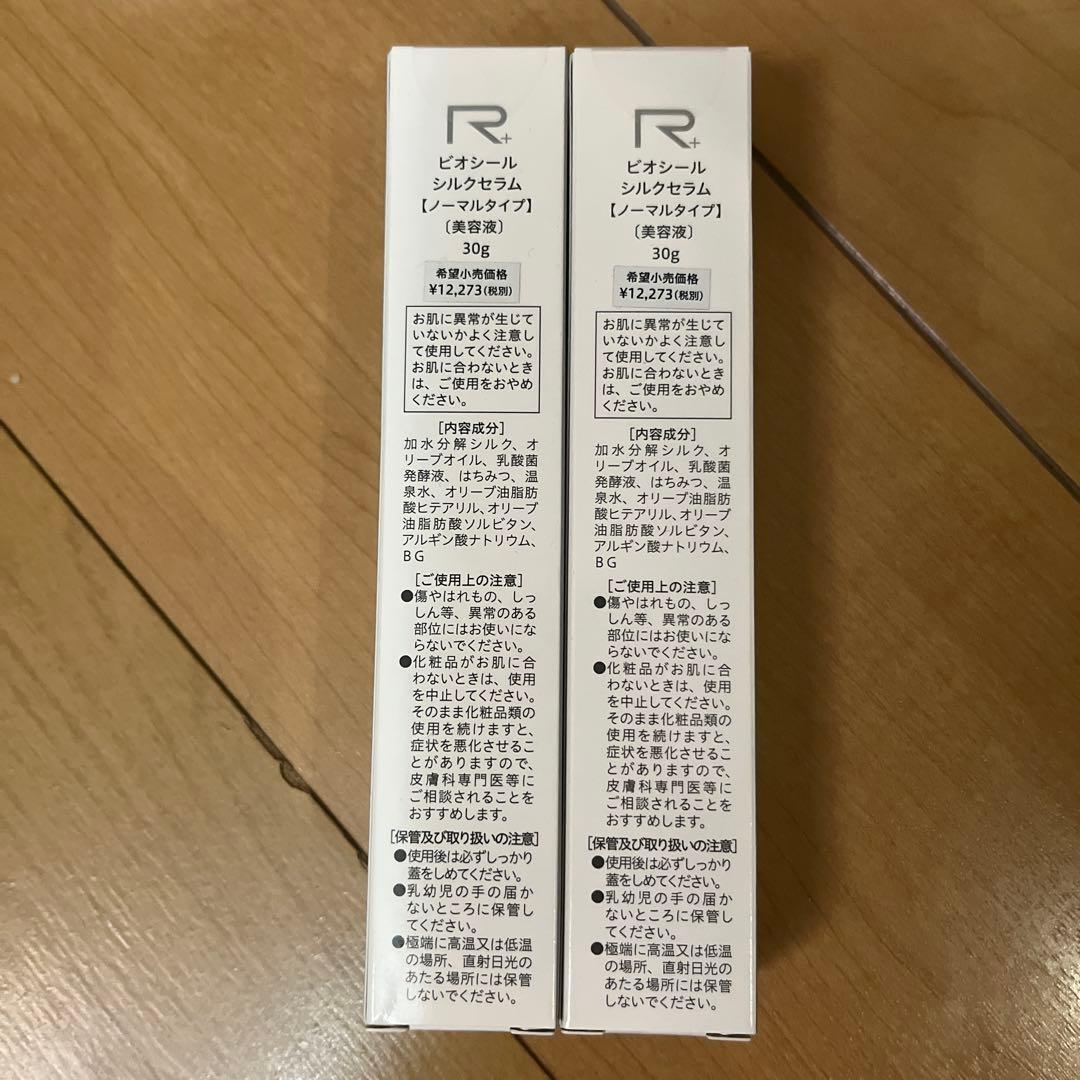 R+
ビオシール
シルクセラム
【ノーマルタイプ】
〔美容液〕
30g
希望小売価格
¥12,273(税別)
お肌に異常が生じて
いないかよく注意し
て使用してください。
お肌に合わないとき
は、ご使用をおやめ
ください。
[内容成分]
加水分解シルク、オ
リーブオイル、乳酸菌
発酵液、はちみつ、温
泉水、オリーブ油脂肪
酸ヒテアリル、オリーブ
油脂肪酸ソルビタン、
アルギン酸ナトリウム、
BG
[ご使用上の注意]
●傷やはれもの、しっ
しん等、異常のある
部位にはお使いにな
らないでください。
●化粧品がお肌に合
わないときは、使用
を中止してください。
そのまま化粧品類の
使用を続けますと、
症状を悪化させるこ
とがありますので、
皮膚科専門医等に
ご相談されることを
おすすめします。
[保管及び取り扱いの注意]
●使用後は必ずしっかり
蓋をしめてください。
●乳幼児の手の届か
ないところに保管し
てください。
●極端に高温又は低温
の場所、直射日光の
あたる場所には保管
しないでください。
R+
ビオシール
シルクセラム
【ノーマルタイプ】
〔美容液〕
30g
希望小売価格
¥12,273(税別)
お肌に異常が生じて
いないかよく注意し
て使用してください。
お肌に合わないとき
は、ご使用をおやめ
ください。
[内容成分]
加水分解シルク、オ
リーブオイル、乳酸菌
発酵液、はちみつ、温
泉水、オリーブ油脂肪
酸ヒテアリル、オリーブ
油脂肪酸ソルビタン、
アルギン酸ナトリウム、
BG
[ご使用上の注意]
●傷やはれもの、しっ
しん等、異常のある
部位にはお使いにな
らないでください。
●化粧品がお肌に合
わないときは、使用
を中止してください。
そのまま化粧品類の
使用を続けますと、
症状を悪化させるこ
とがありますので、
皮膚科専門医等に
ご相談されることを
おすすめします。
[保管及び取り扱いの注意]
●使用後は必ずしっかり
蓋をしめてください。
●乳幼児の手の届か
ないところに保管し
てください。
●極端に高温又は低温
の場所、直射日光の
あたる場所には保管
しないでください。